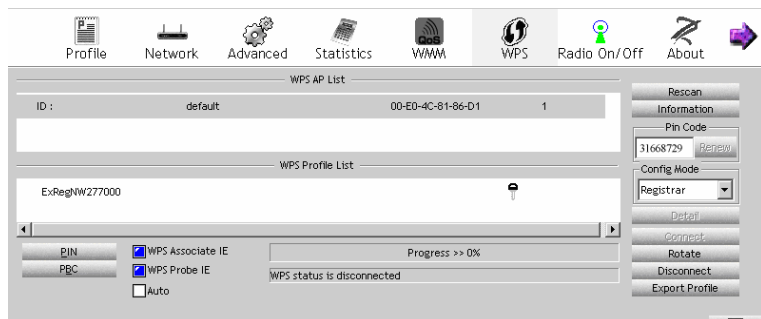 Profile Network Advanced Statistics QoS WMM WPS Radio On/Off About
WPS AP List
ID : default 00-E0-4C-81-86-D1 1
WPS Profile List
ExRegNW277000
Rescan
Information
Pin Code
31668729 Renew
Config Mode
Registrar
Detail
Connect
Rotate
Disconnect
Export Profile
PIN WPS Associate IE Progress >> 0%
PBC WPS Probe IE WPS status is disconnected
Auto